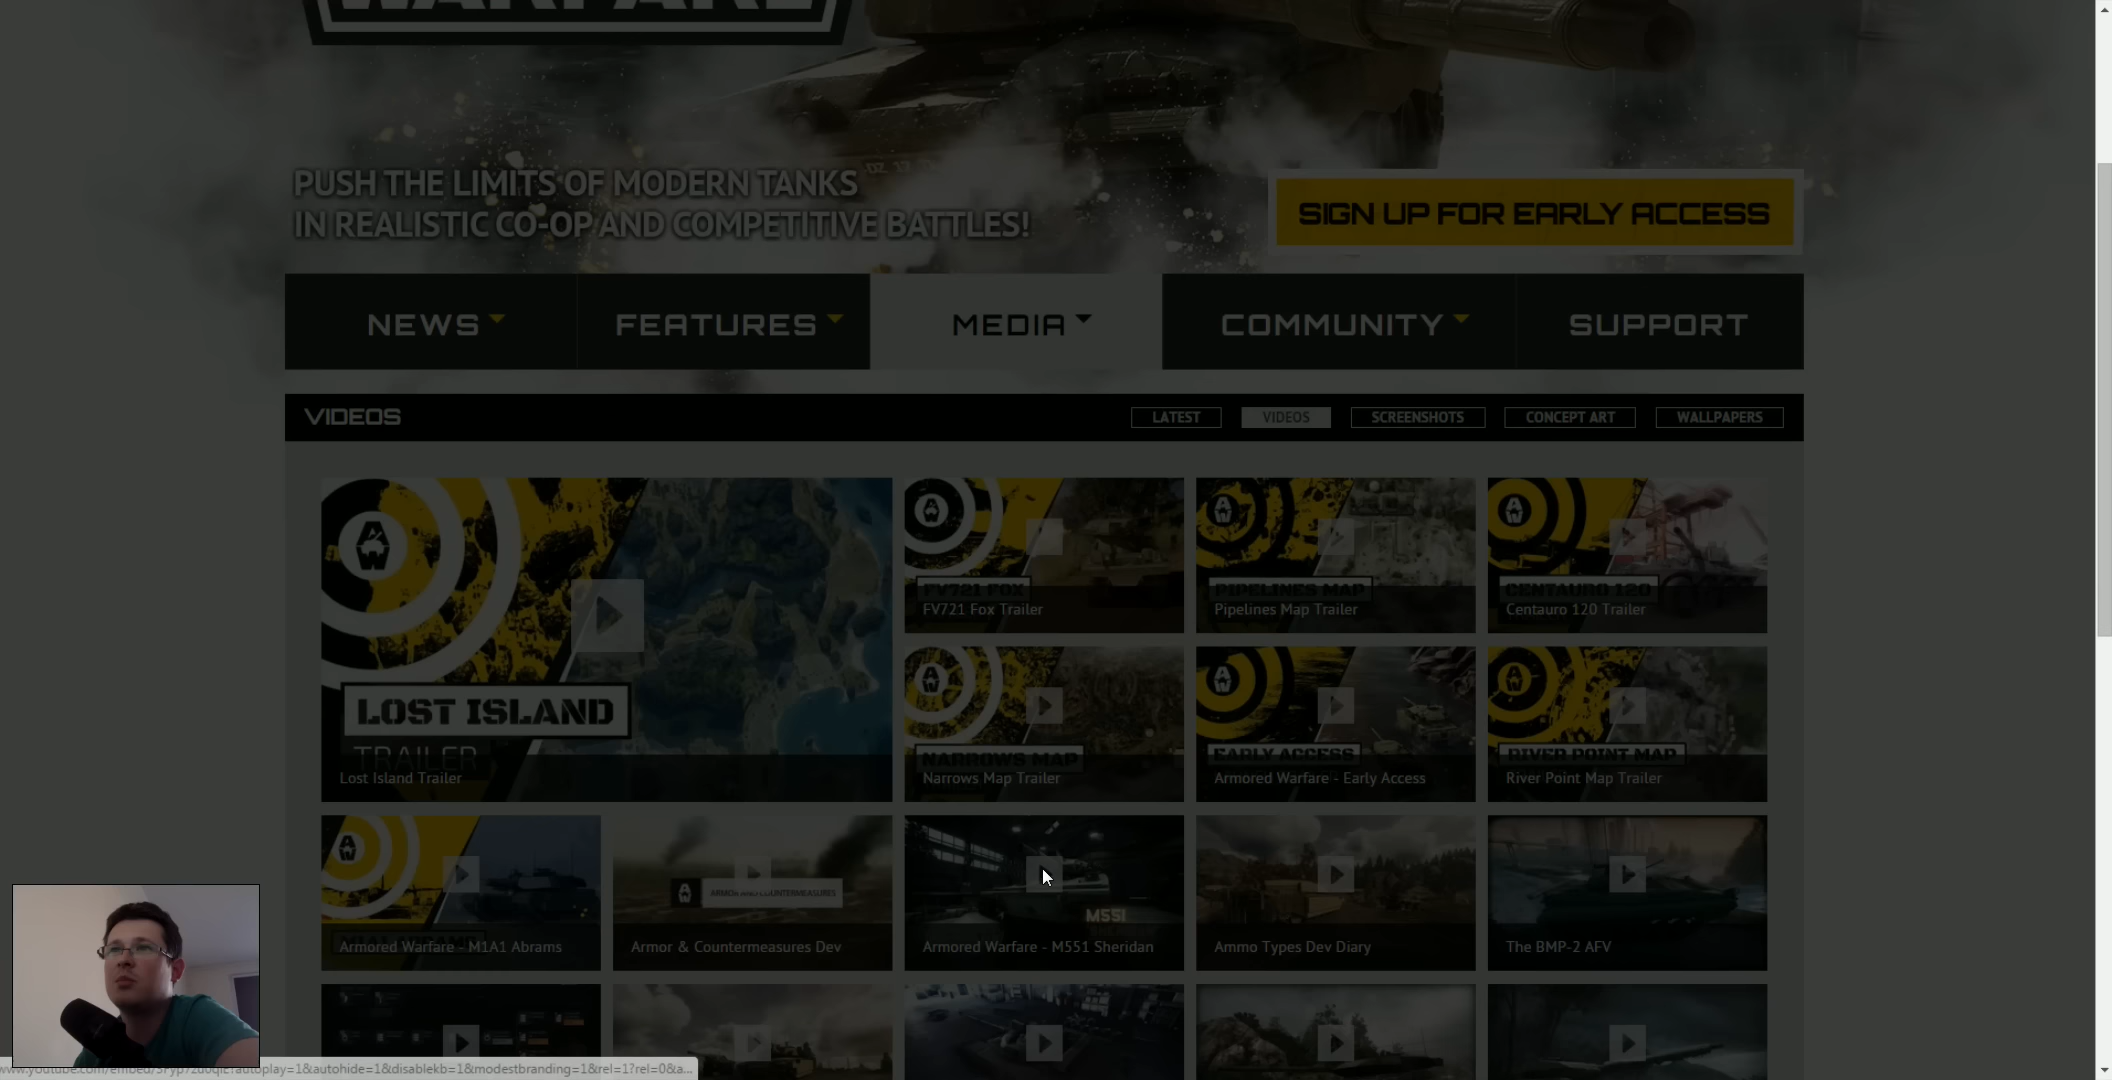 WARFARE
PUSH THE LIMITS OF MODERN TANKS
IN REALISTIC CO-OP AND COMPETITIVE BATTLES!
SIGN UP FOR EARLY ACCESS
NEWS
FEATURES
MEDIA
COMMUNITY
SUPPORT
VIDEOS
LATEST
VIDEOS
SCREENSHOTS
CONCEPT ART
WALLPAPERS
LOST ISLAND
TRAILER
Lost Island Trailer
FV721 FOX
FV721 Fox Trailer
PIPELINES MAP
Pipelines Map Trailer
CENTAURO 120
Centauro 120 Trailer
NARROWS MAP
Narrows Map Trailer
EARLY ACCESS
Armored Warfare - Early Access
RIVER POINT MAP
River Point Map Trailer
Armored Warfare - M1A1 Abrams
ARMOR AND COUNTERMEASURES
Armor & Countermeasures Dev
M551
Armored Warfare - M551 Sheridan
Ammo Types Dev Diary
The BMP-2 AFV